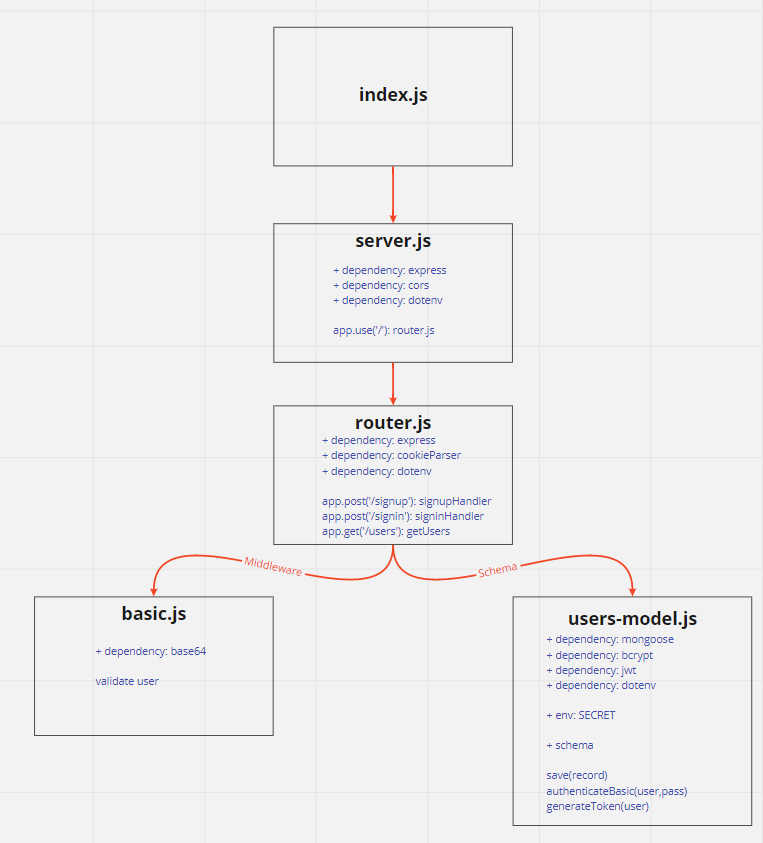 index.js
server.js
+ dependency: express
+ dependency: cors
+ dependency: dotenv
app.use('/'): router.js
router.js
+ dependency: express
+ dependency: cookieParser
+ dependency: dotenv
app.post('/signup'): signupHandler
app.post('/signin'): signinHandler
app.get('/users'): getUsers
Middleware
Schema
basic.js
+ dependency: base64
validate user
users-model.js
+ dependency: mongoose
+ dependency: bcrypt
+ dependency: jwt
+ dependency: dotenv
+ env: SECRET
+ schema
save(record)
authenticateBasic(user,pass)
generateToken(user)